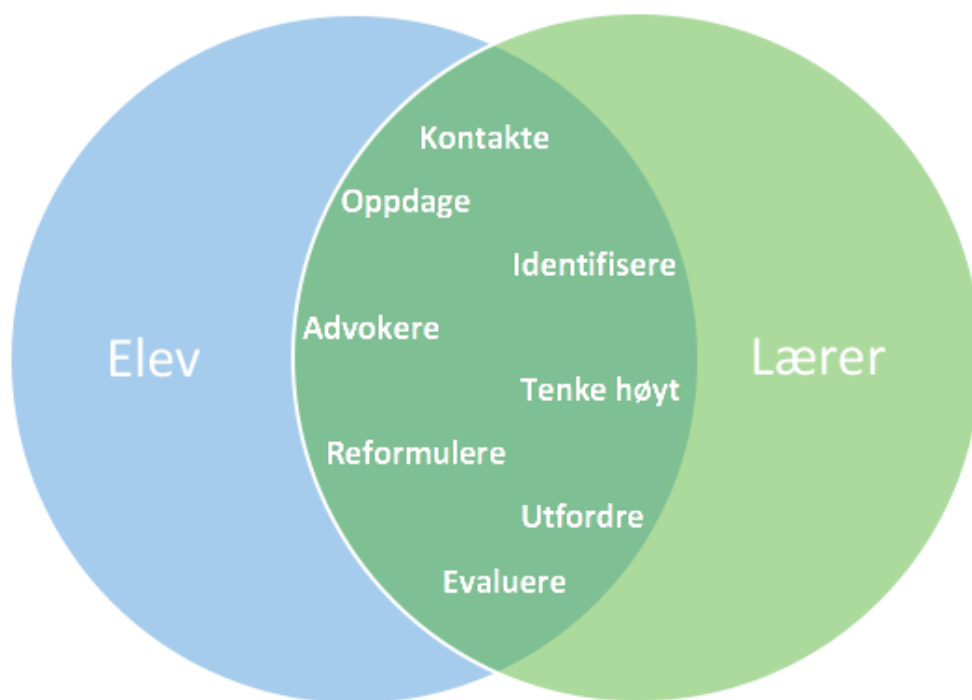 Kontakte
Oppdage
Identifisere
Advokere
Elev
Lærer
Tenke høyt
Reformulere
Utfordre
Evaluere